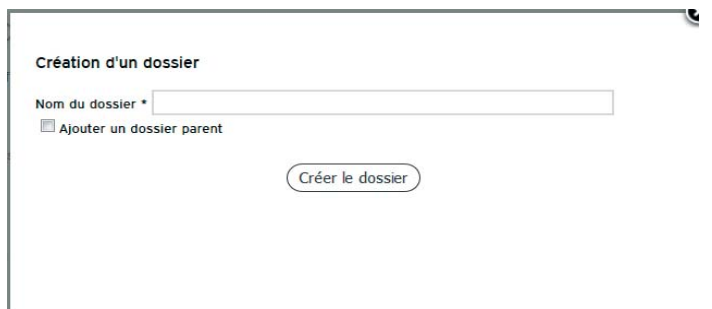 Création d'un dossier
Nom du dossier *
Ajouter un dossier parent
Créer le dossier